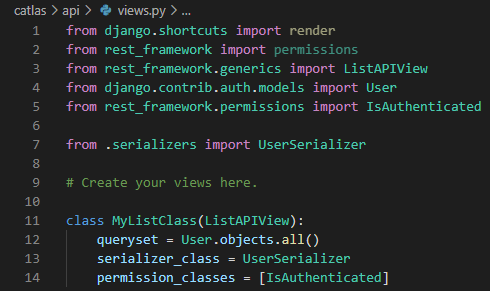 catlas > api > views.py > ...
1 from django.shortcuts import render
2 from rest_framework import permissions
3 from rest_framework.generics import ListAPIView
4 from django.contrib.auth.models import User
5 from rest_framework.permissions import IsAuthenticated
6
7 from .serializers import UserSerializer
8
9 # Create your views here.
10
11 class MyListClass(ListAPIView):
12     queryset = User.objects.all()
13     serializer_class = UserSerializer
14     permission_classes = [IsAuthenticated]